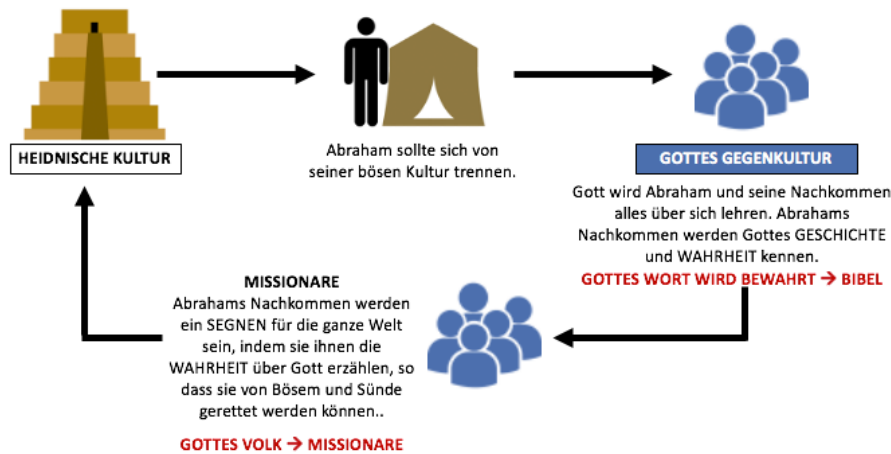 HEIDNISCHE KULTUR
Abraham sollte sich von
seiner bösen Kultur trennen.
GOTTES GEGENKULTUR
Gott wird Abraham und seine Nachkommen
alles über sich lehren. Abrahams
Nachkommen werden Gottes GESCHICHTE
und WAHRHEIT kennen.
GOTTES WORT WIRD BEWAHRT → BIBEL
MISSIONARE
Abrahams Nachkommen werden
ein SEGNEN für die ganze Welt
sein, indem sie ihnen die
WAHRHEIT über Gott erzählen, so
dass sie von Bösem und Sünde
gerettet werden können..
GOTTES VOLK → MISSIONARE